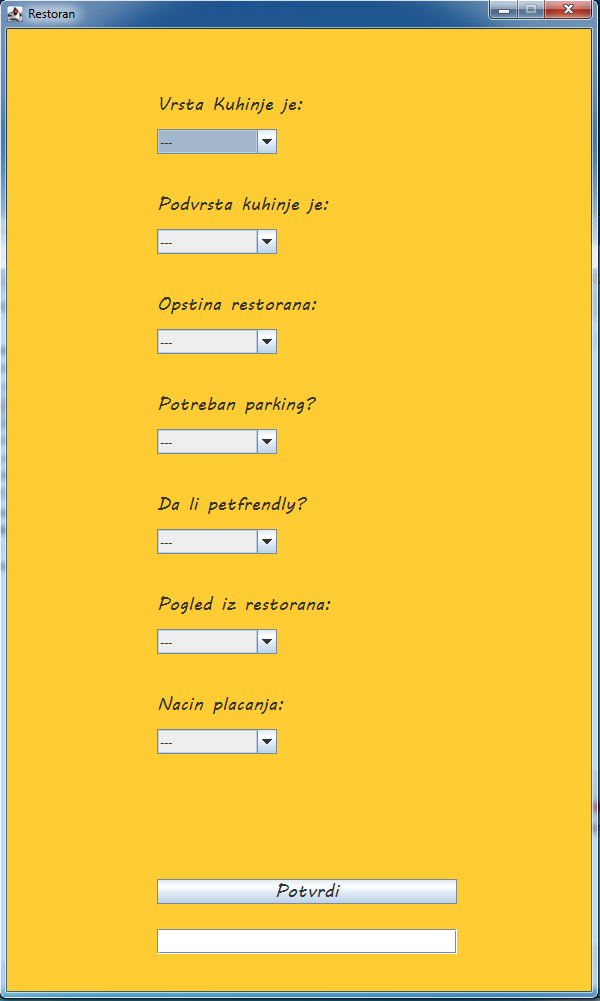 Restoran
Vrsta Kuhinje je:
---
Podvrsta kuhinje je:
---
Opstina restorana:
---
Potreban parking?
---
Da li petfrendly?
---
Pogled iz restorana:
---
Nacin placanja:
---
Potvrdi